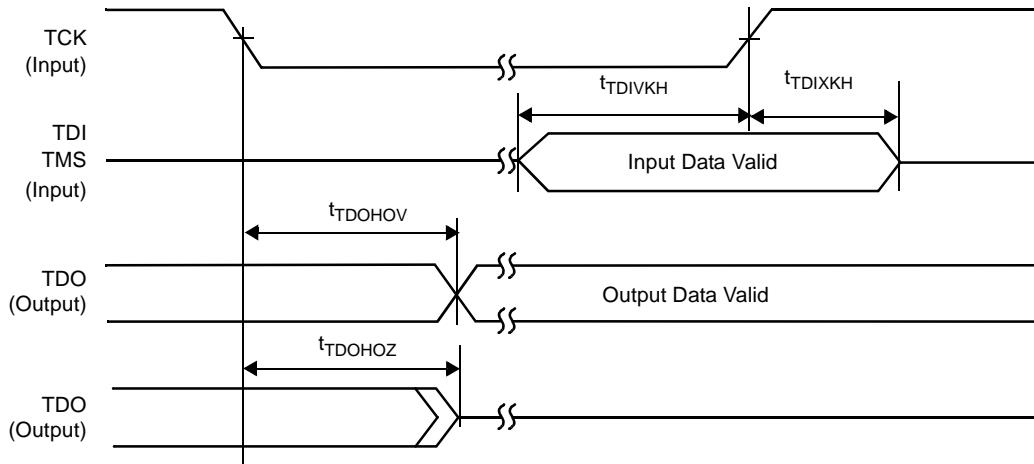 TCK
(Input)
tTDIVKH
tTDIXKH
TDI
TMS
(Input)
Input Data Valid
tTDOHOV
TDO
(Output)
Output Data Valid
tTDOHOZ
TDO
(Output)